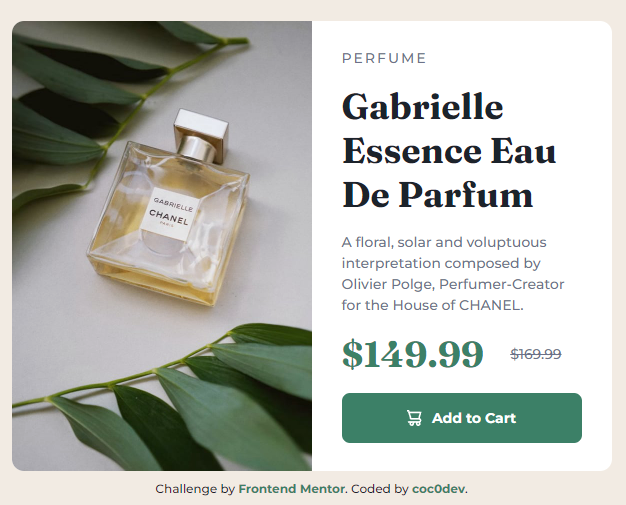 GABRIELLE
CHANEL
PARIS
PERFUME
Gabrielle
Essence Eau
De Parfum
A floral, solar and voluptuous
interpretation composed by
Olivier Polge, Perfumer-Creator
for the House of CHANEL.
$149.99 $169.99
Add to Cart
Challenge by Frontend Mentor. Coded by coc0dev.